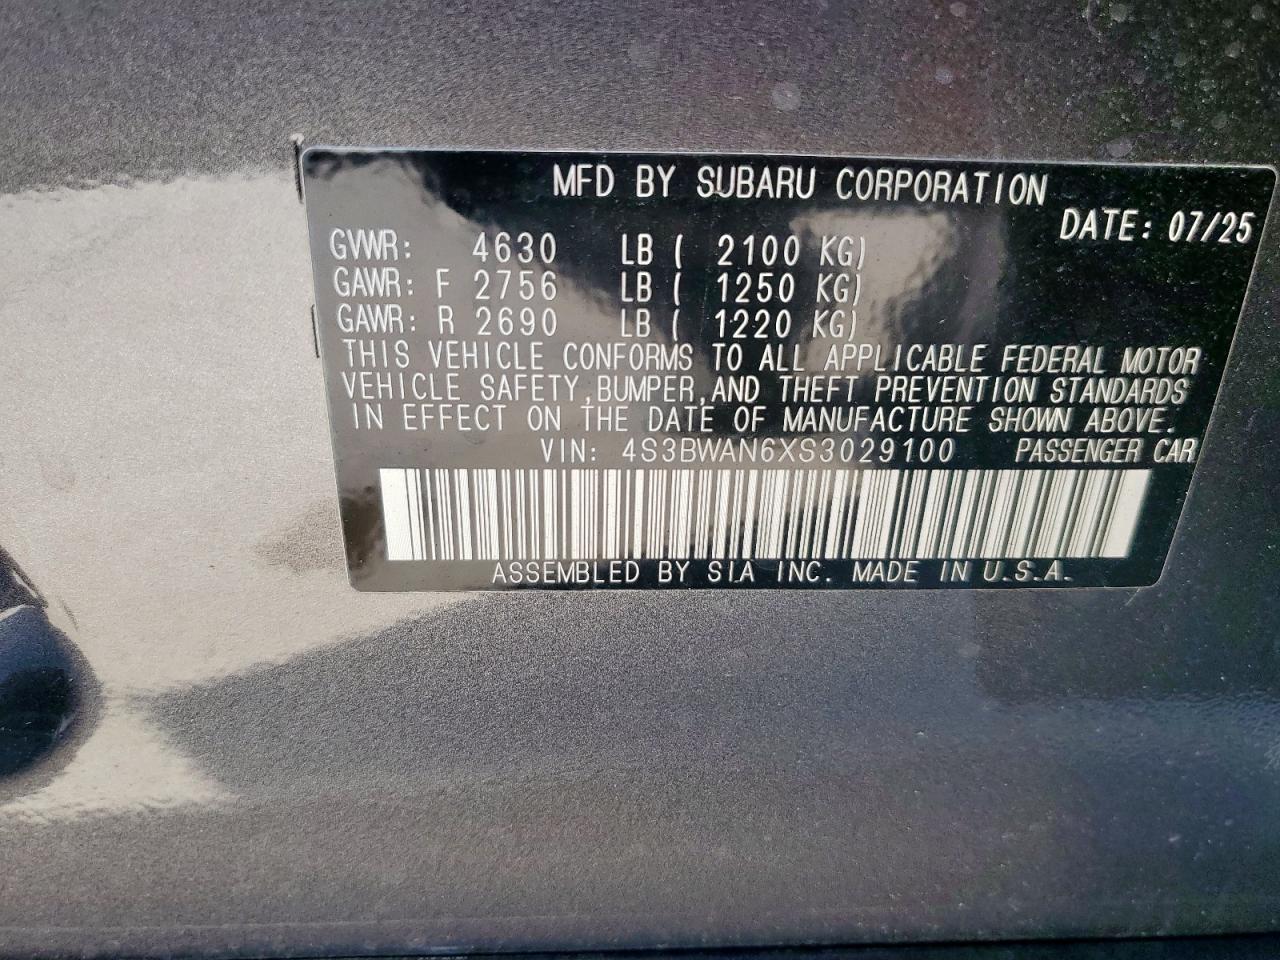 MFD BY SUBARU CORPORATION
DATE: 07/25
GVWR: 4630 LB ( 2100 KG)
GAWR: F 2756 LB ( 1250 KG)
GAWR: R 2690 LB ( 1220 KG)
THIS VEHICLE CONFORMS TO ALL APPLICABLE FEDERAL MOTOR
VEHICLE SAFETY, BUMPER, AND THEFT PREVENTION STANDARDS
IN EFFECT ON THE DATE OF MANUFACTURE SHOWN ABOVE.
VIN: 4S3BWAN6XS3029100 PASSENGER CAR
ASSEMBLED BY SIA INC. MADE IN U.S.A.